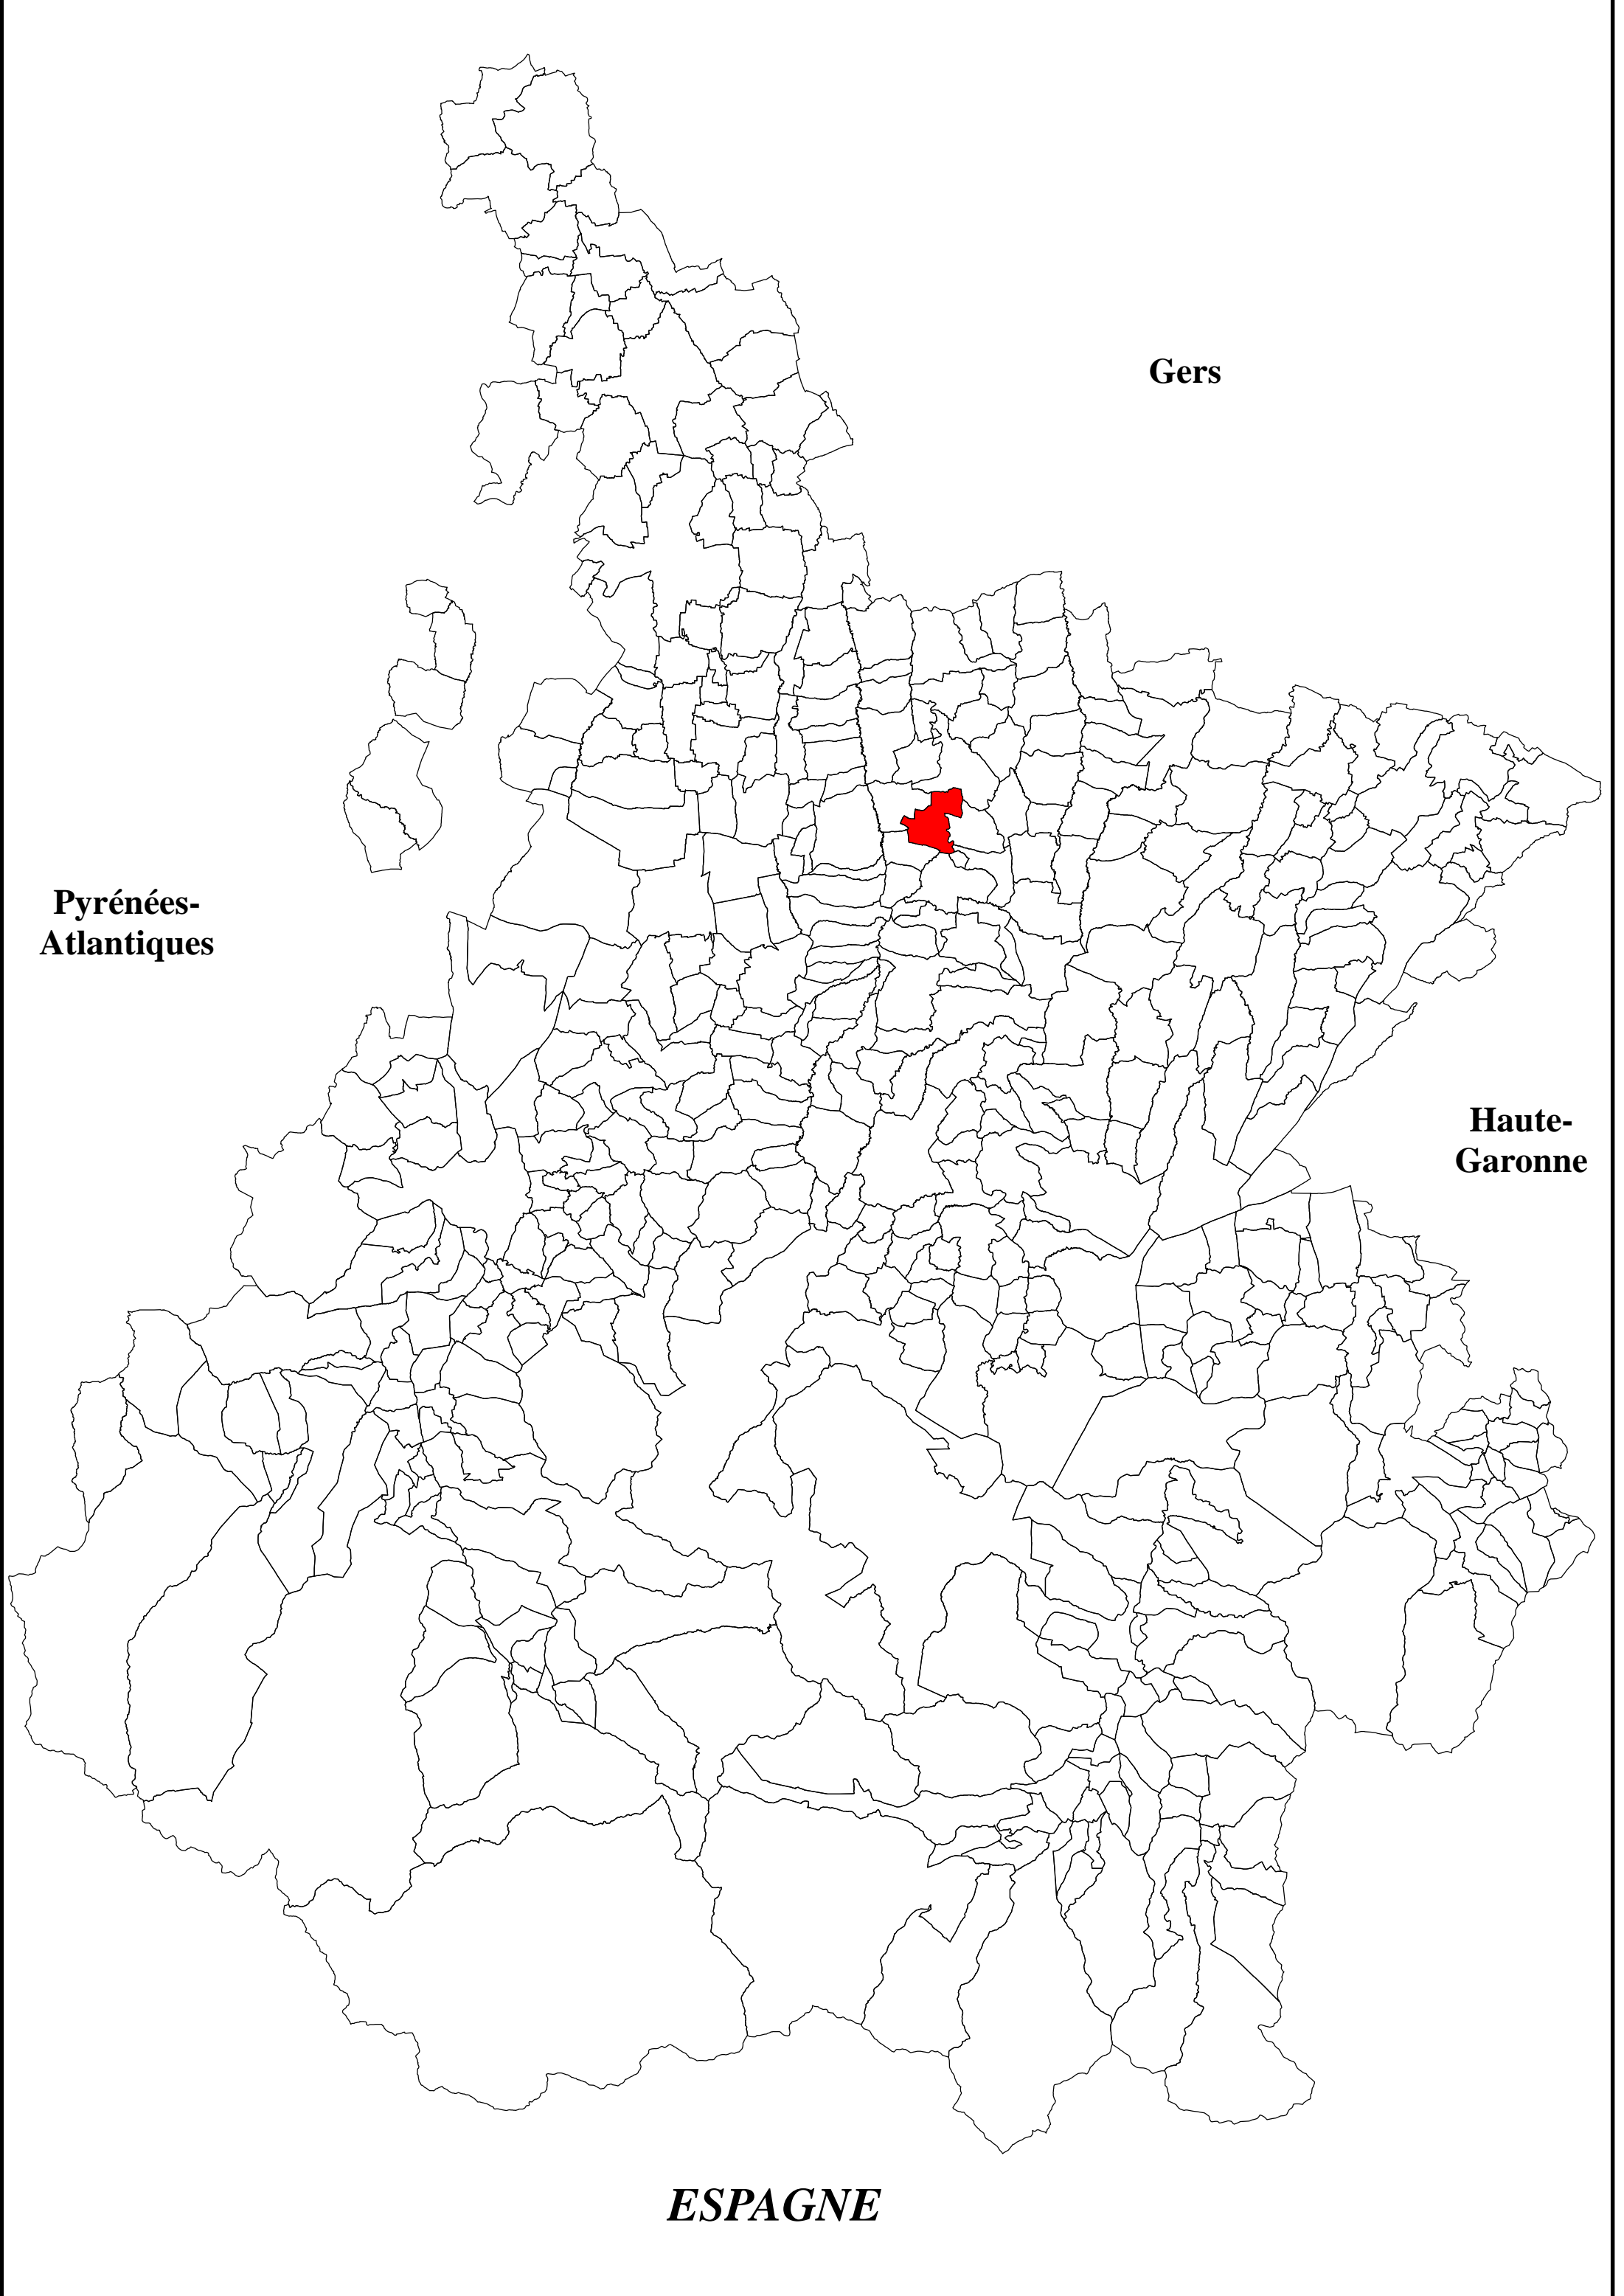 Gers
Pyrénées-
Atlantiques
Haute-
Garonne
ESPAGNE